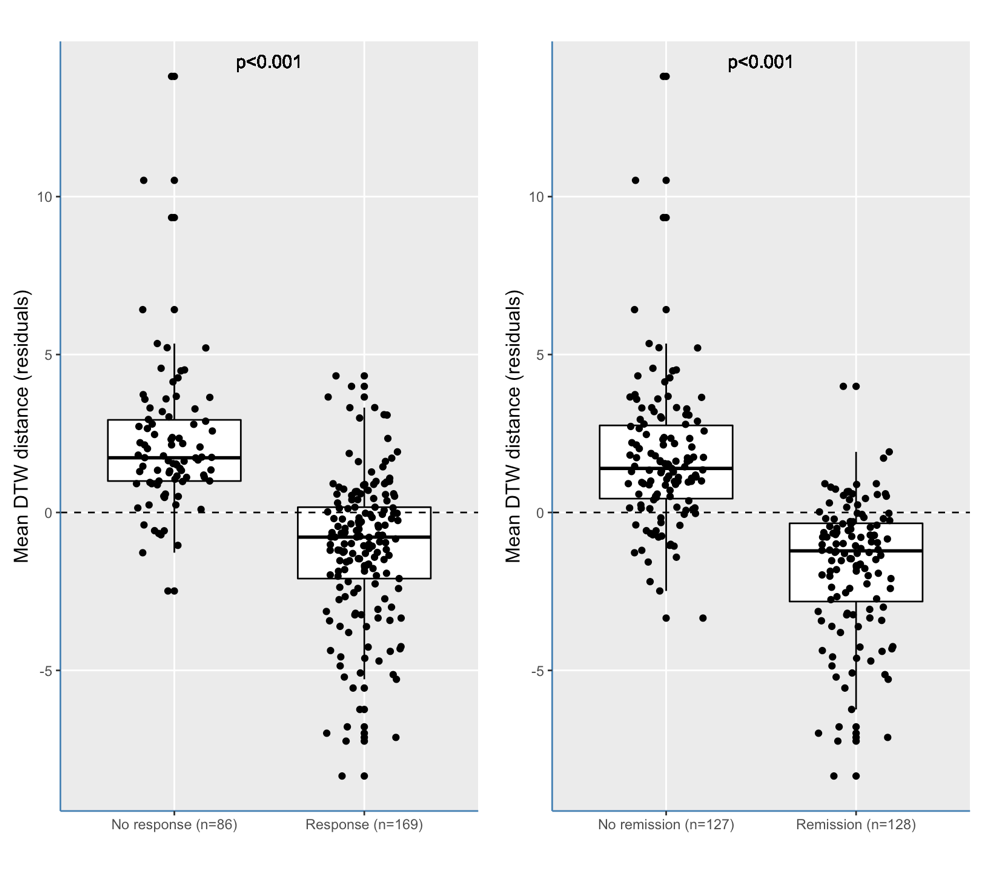 p<0.001
p<0.001
Mean DTW distance (residuals)
10
5
0
-5
No response (n=86)
Response (n=169)
Mean DTW distance (residuals)
10
5
0
-5
No remission (n=127)
Remission (n=128)